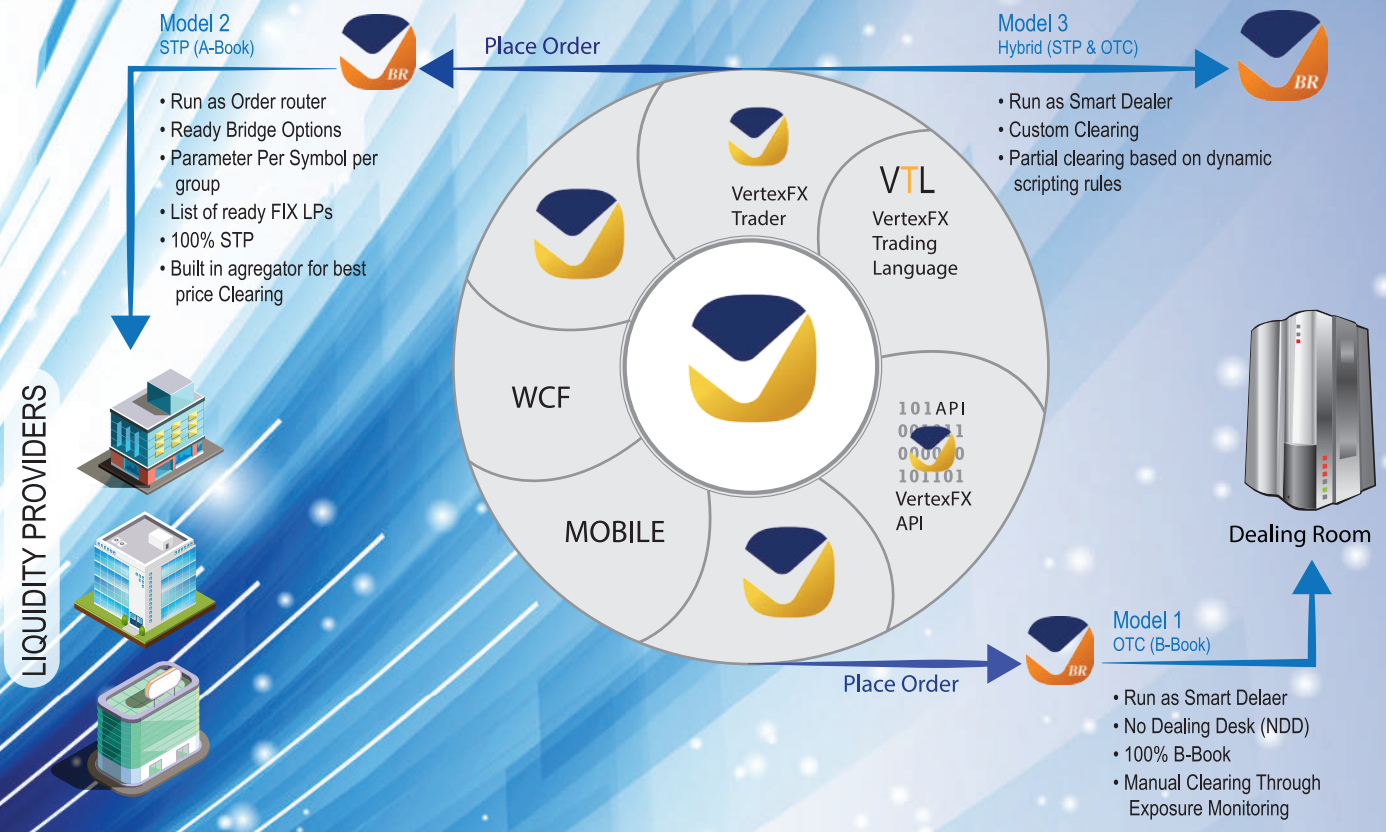 Model 2
STP (A-Book)
BR
Place Order
• Run as Order router
• Ready Bridge Options
• Parameter Per Symbol per
group
• List of ready FIX LPs
• 100% STP
• Built in agregator for best
price Clearing
Model 3
Hybrid (STP & OTC)
BR
• Run as Smart Dealer
• Custom Clearing
• Partial clearing based on dynamic
scripting rules
VertexFX
Trader
VTL
VertexFX
Trading
Language
WCF
MOBILE
101API
101101
VertexFX
API
LIQUIDITY PROVIDERS
Dealing Room
Place Order
BR
Model 1
OTC (B-Book)
• Run as Smart Delaer
• No Dealing Desk (NDD)
• 100% B-Book
• Manual Clearing Through
Exposure Monitoring